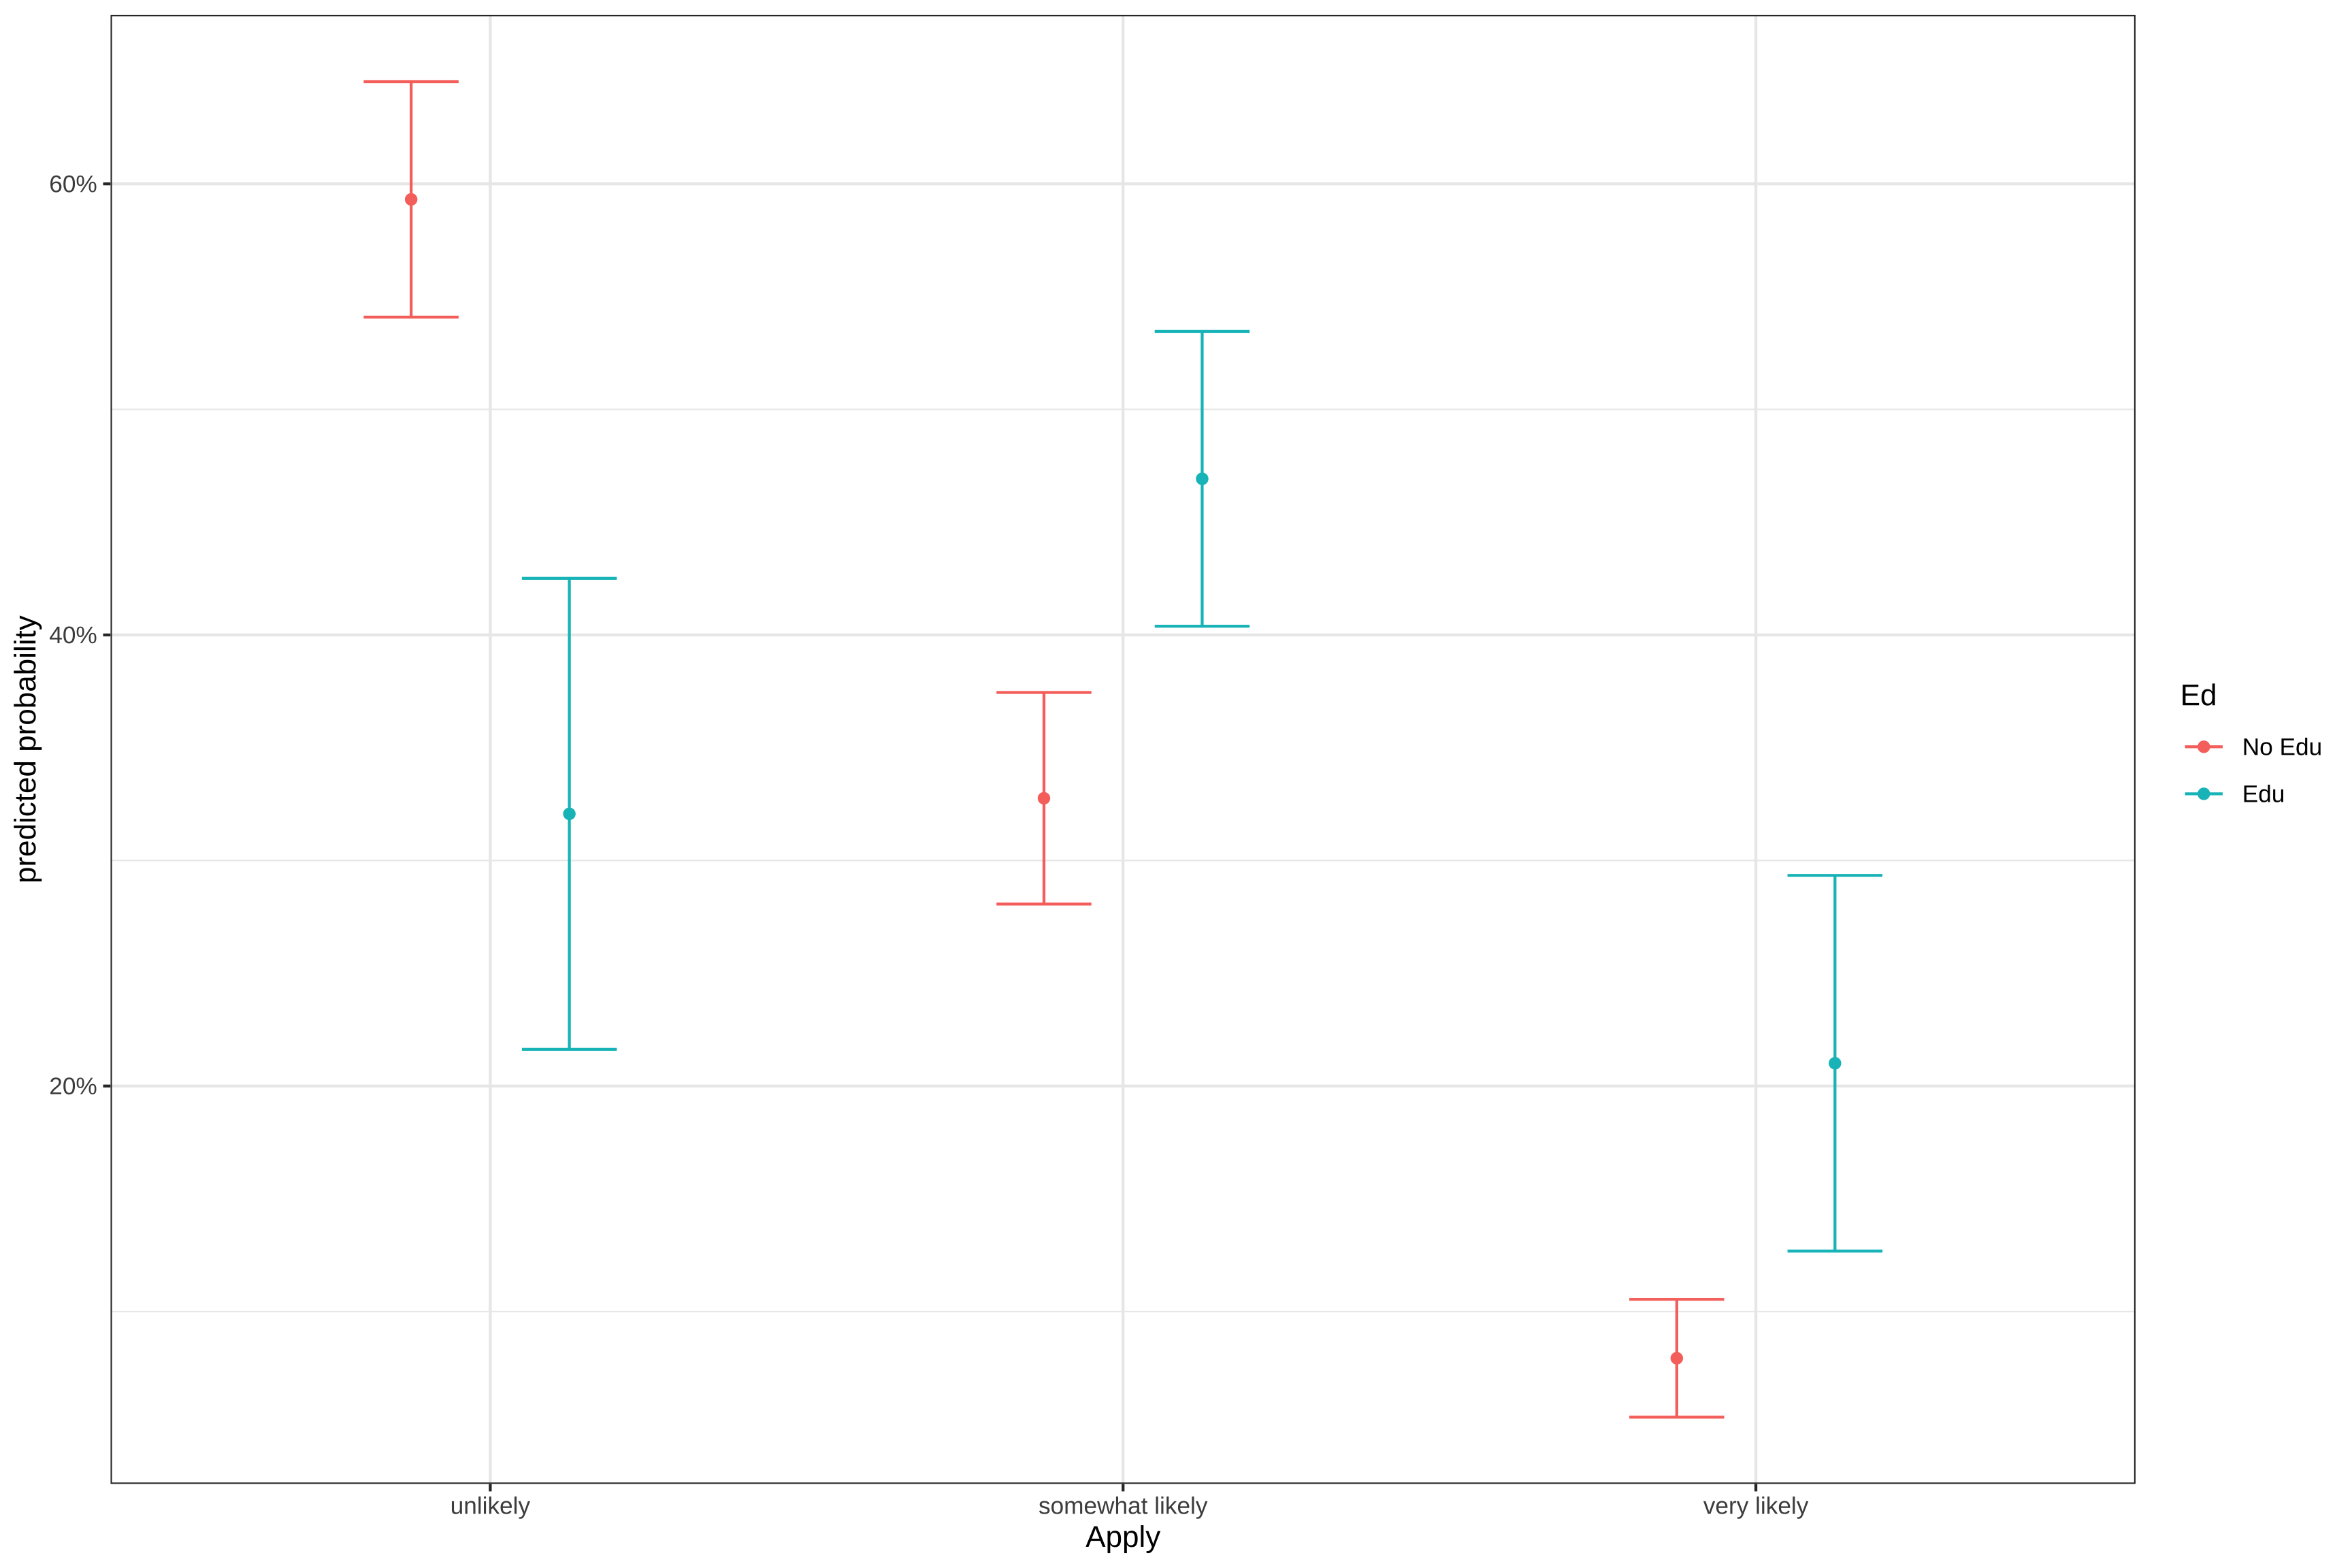 predicted probability
60%
40%
20%
unlikely
somewhat likely
very likely
Apply
Ed
No Edu
Edu